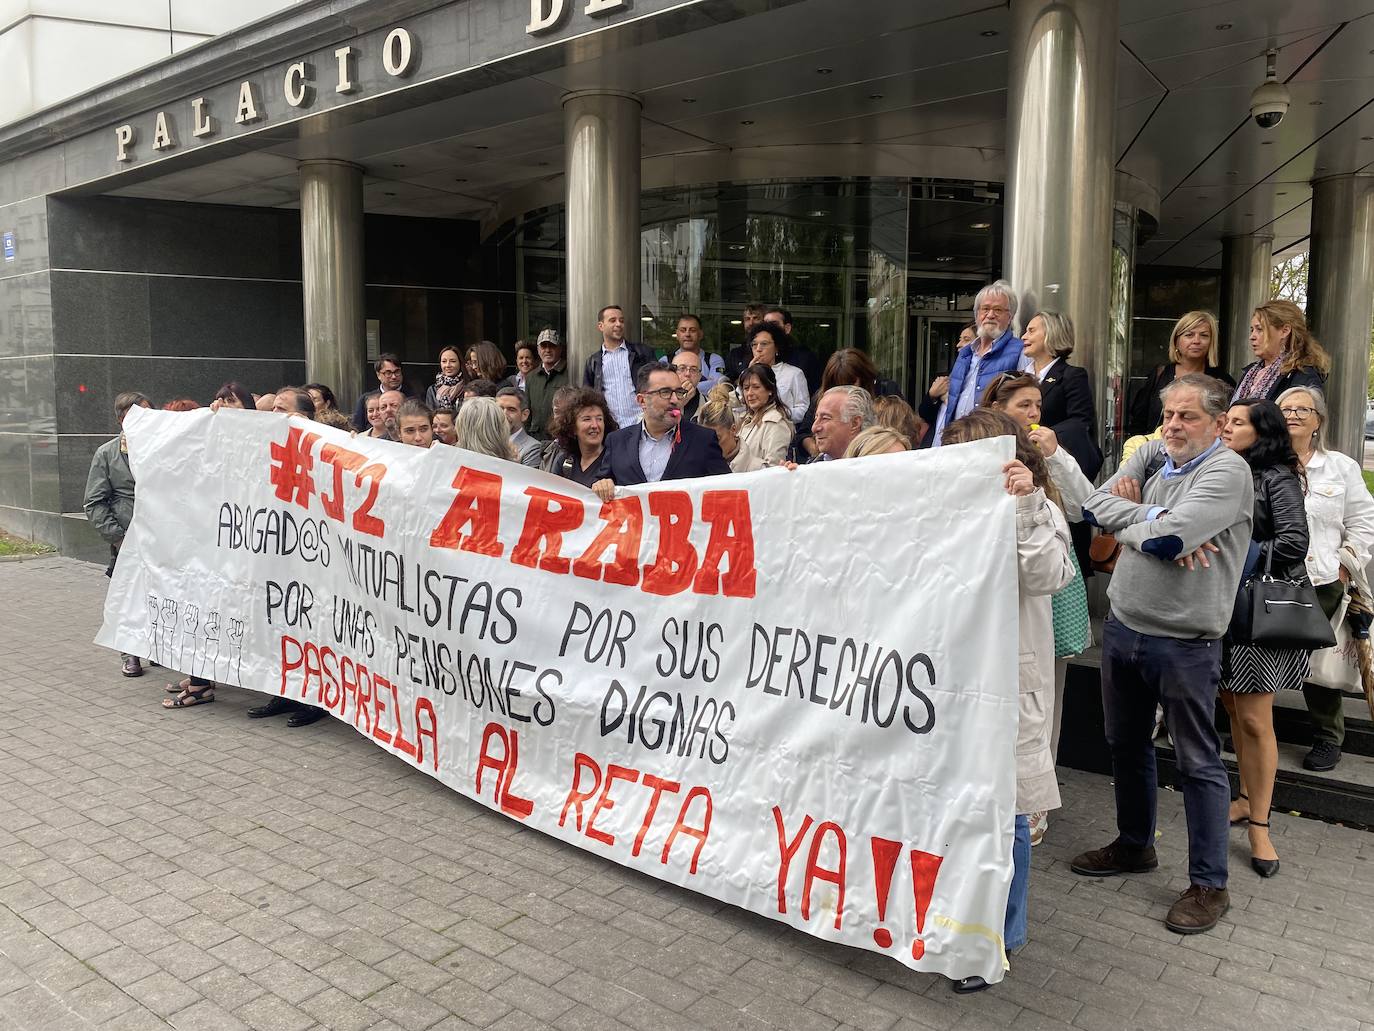 PALACIO DE
#J2 ARABA
ABOGAD@S MUTUALISTAS POR SUS DERECHOS
POR UNAS PENSIONES DIGNAS
PASARELA AL RETA YA!!